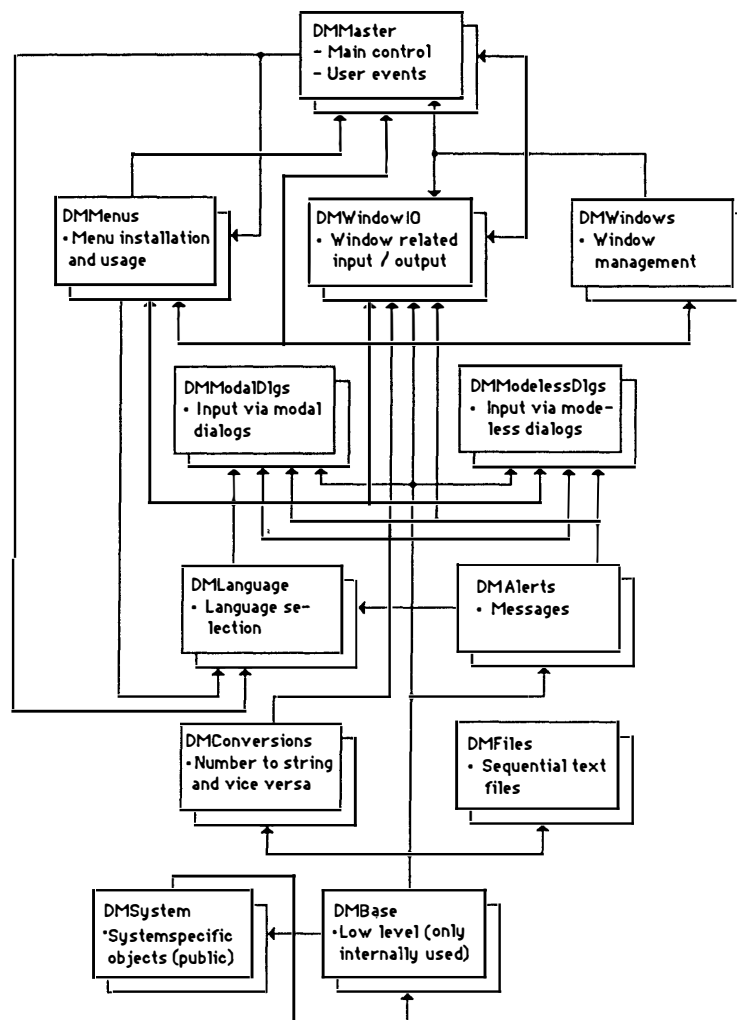 DMMaster
- Main control
- User events
DMMenus
• Menu installation
and usage
DMWindowIO
• Window related
input / output
DMWindows
• Window
management
DMModalDlgs
• Input via modal
dialogs
DMModelessDlgs
• Input via mode-
less dialogs
DMLanguage
• Language se-
lection
DMAlerts
• Messages
DMConversions
• Number to string
and vice versa
DMFiles
• Sequential text
files
DMSystem
• Systemspecific
objects (public)
DMBase
• Low level (only
internally used)